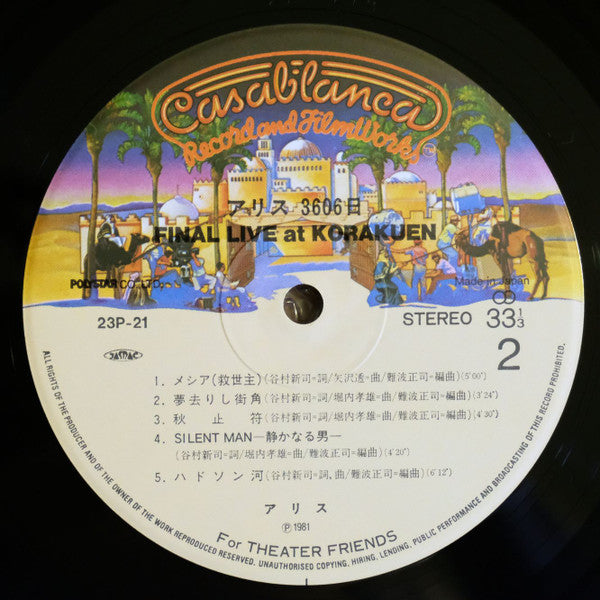 Casablanca
Record and FilmWorks
TM
アリス 3606日
FINAL LIVE at KORAKUEN
POLYSTAR CO., LTD.
Made in Japan
23P-21
STEREO 33 1/3
JASRAC
2
1. メシア(救世主)(谷村新司=詞/矢沢透=曲/難波正司=編曲)(5'00")
2. 夢去りし街角(谷村新司=詞/堀内孝雄=曲/難波正司=編曲)(3'24")
3. 秋止符(谷村新司=詞/堀内孝雄=曲/難波正司=編曲)(4'30")
4. SILENT MAN—静かなる男—
(谷村新司=詞/堀内孝雄=曲/難波正司=編曲)(4'20")
5. ハドソン河(谷村新司=詞、曲/難波正司=編曲)(6'12")
アリス
Ⓟ1981
For THEATER FRIENDS
ALL RIGHTS OF THE PRODUCER AND OF THE OWNER OF THE WORK REPRODUCED RESERVED. UNAUTHORISED COPYING, HIRING, LENDING, PUBLIC PERFORMANCE AND BROADCASTING OF THIS RECORD PROHIBITED.